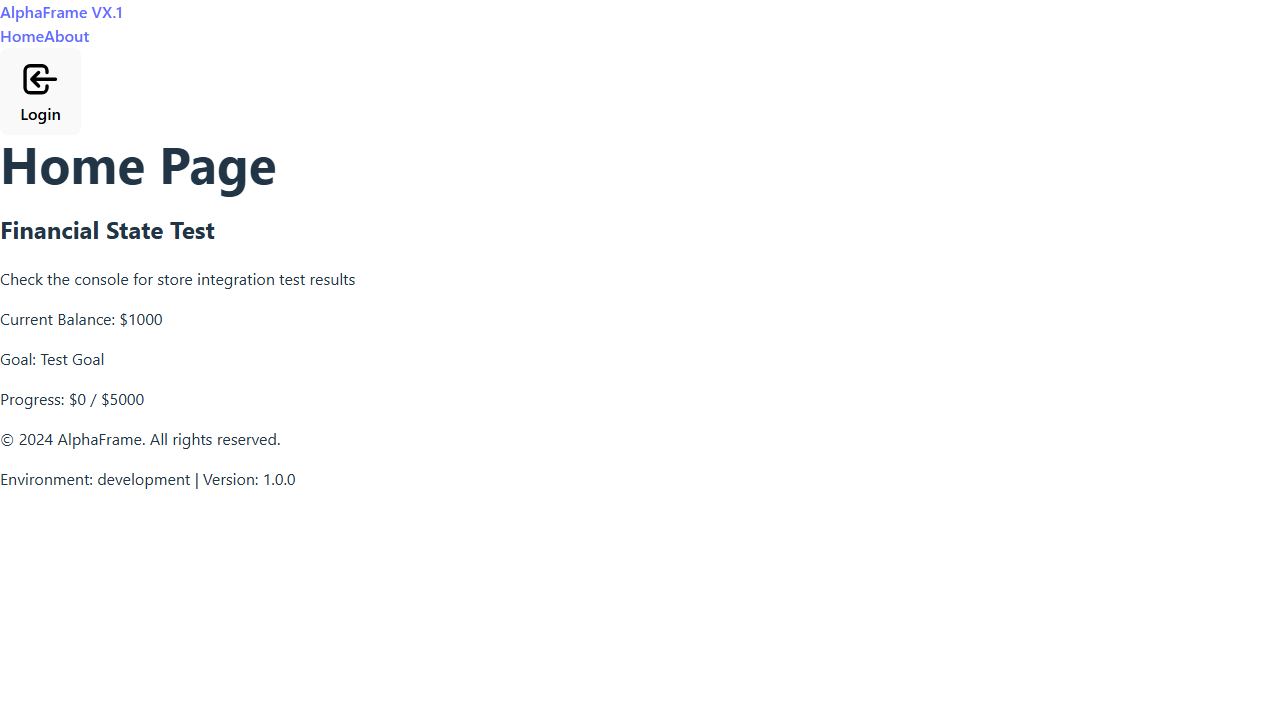 AlphaFrame VX.1
HomeAbout
Login
Home Page
Financial State Test
Check the console for store integration test results
Current Balance: $1000
Goal: Test Goal
Progress: $0 / $5000
© 2024 AlphaFrame. All rights reserved.
Environment: development | Version: 1.0.0